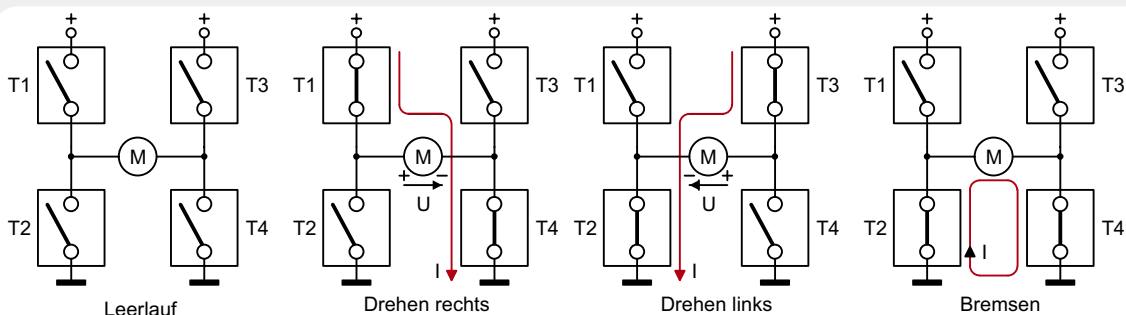 + + + + + + + +
T1 T3 T1 T3 T1 T3 T1 T3
M M M M
+ − − +
U U
T2 T4 T2 T4 T2 T4 T2 T4
I I I
Leerlauf Drehen rechts Drehen links Bremsen